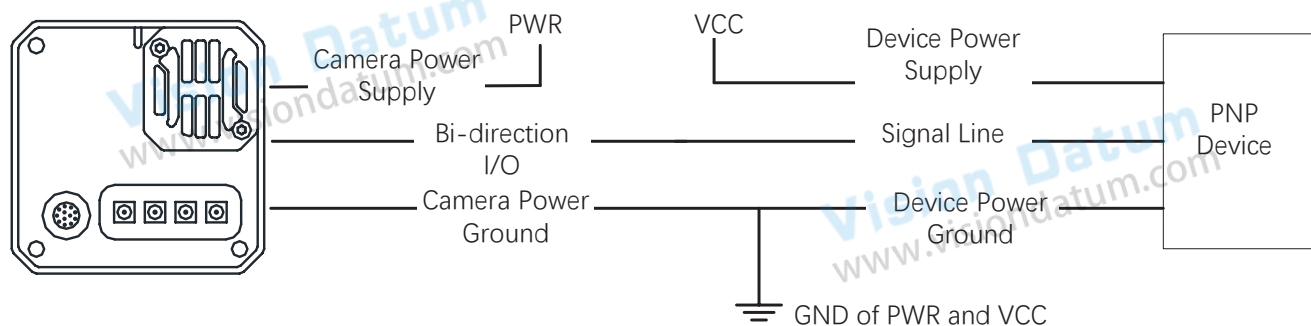 PWR
VCC
Camera Power
Supply
Device Power
Supply
PNP
Device
Bi-direction
I/O
Signal Line
Camera Power
Ground
Device Power
Ground
GND of PWR and VCC
Vision Datum
www.visiondatum.com
Vision Datum
www.visiondatum.com